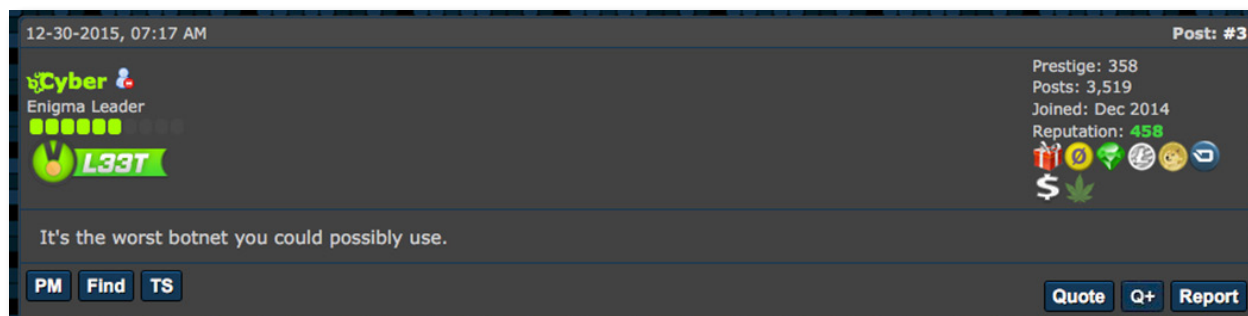 12-30-2015, 07:17 AM
Post: #3
Cyber
Enigma Leader
L33T
Prestige: 358
Posts: 3,519
Joined: Dec 2014
Reputation: 458
$
It's the worst botnet you could possibly use.
PM Find TS
Quote Q+ Report